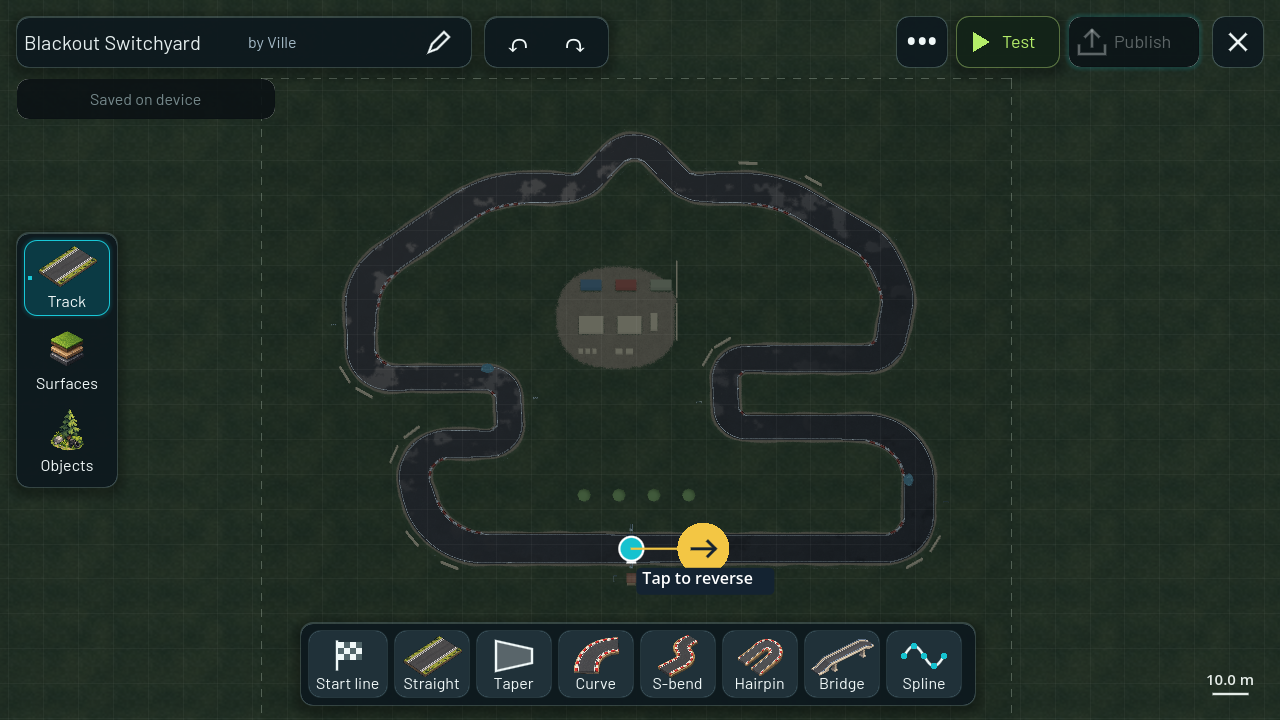 Blackout Switchyard
by Ville
Test
Publish
Saved on device
Track
Surfaces
Objects
Tap to reverse
Start line
Straight
Taper
Curve
S-bend
Hairpin
Bridge
Spline
10.0 m